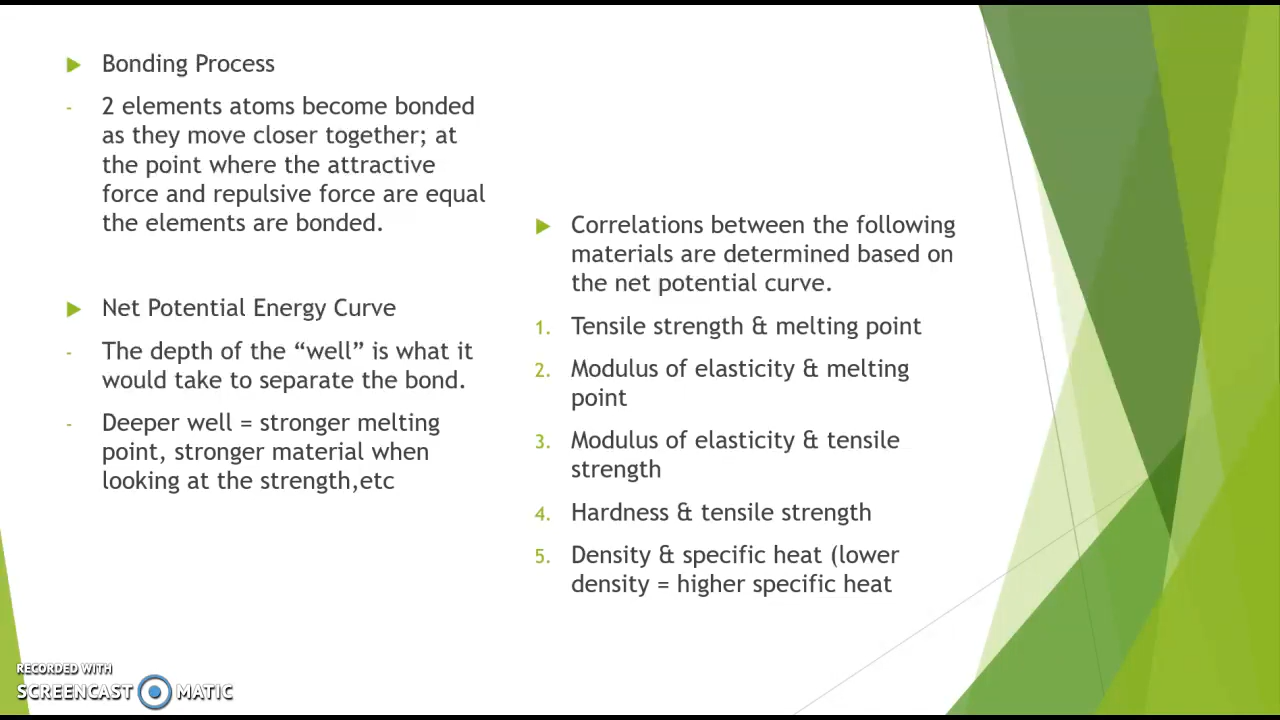 Bonding Process
- 2 elements atoms become bonded
as they move closer together; at
the point where the attractive
force and repulsive force are equal
the elements are bonded.
Net Potential Energy Curve
- The depth of the “well” is what it
would take to separate the bond.
- Deeper well = stronger melting
point, stronger material when
looking at the strength,etc
Correlations between the following
materials are determined based on
the net potential curve.
1. Tensile strength & melting point
2. Modulus of elasticity & melting
point
3. Modulus of elasticity & tensile
strength
4. Hardness & tensile strength
5. Density & specific heat (lower
density = higher specific heat
RECORDED WITH
SCREENCAST MATIC